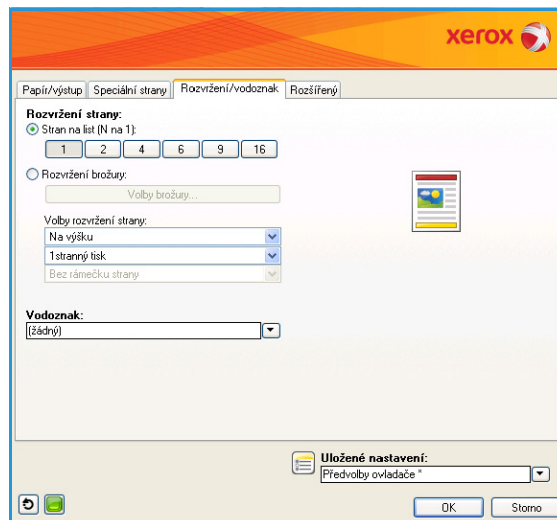 xerox
Papír/výstup Speciální strany Rozvržení/vodoznak Rozšířený
Rozvržení strany:
Stran na list (N na 1):
1 2 4 6 9 16
Rozvržení brožury:
Volby brožury...
Volby rozvržení strany:
Na výšku
1stranný tisk
Bez rámečku strany
Vodoznak:
(žádný)
Uložené nastavení:
Předvolby ovladače *
OK Storno